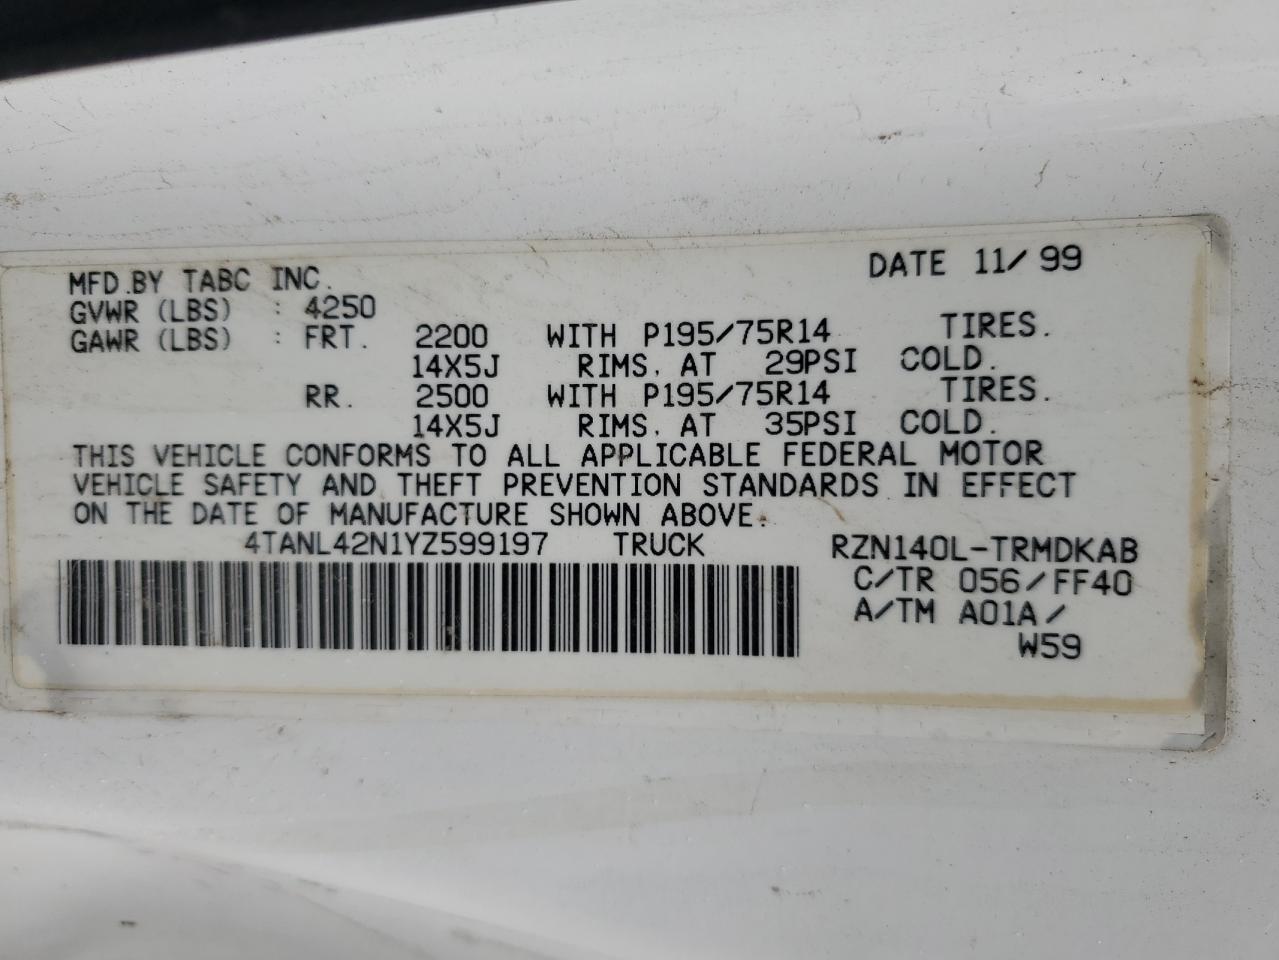 MFD.BY TABC INC. DATE 11/99
GVWR (LBS) : 4250
GAWR (LBS) : FRT. 2200 WITH P195/75R14 TIRES.
14X5J RIMS. AT 29PSI COLD.
RR. 2500 WITH P195/75R14 TIRES.
14X5J RIMS. AT 35PSI COLD.
THIS VEHICLE CONFORMS TO ALL APPLICABLE FEDERAL MOTOR
VEHICLE SAFETY AND THEFT PREVENTION STANDARDS IN EFFECT
ON THE DATE OF MANUFACTURE SHOWN ABOVE.
4TANL42N1YZ599197 TRUCK RZN140L-TRMDKAB
C/TR 056/FF40
A/TM A01A/
W59